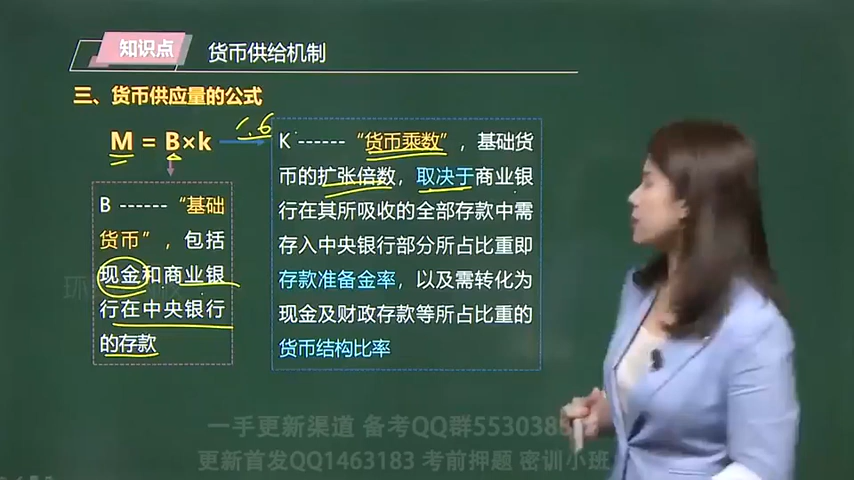 知识点
货币供给机制
三、货币供应量的公式
1.6
M = B×k
K ------ “货币乘数”，基础货
币的扩张倍数，取决于商业银
行在其所吸收的全部存款中需
存入中央银行部分所占比重即
存款准备金率，以及需转化为
现金及财政存款等所占比重的
货币结构比率
B ------ “基础
货币”，包括
现金和商业银
行在中央银行
的存款
一手更新渠道 备考QQ群553038
更新首发QQ1463183 考前押题 密训小班